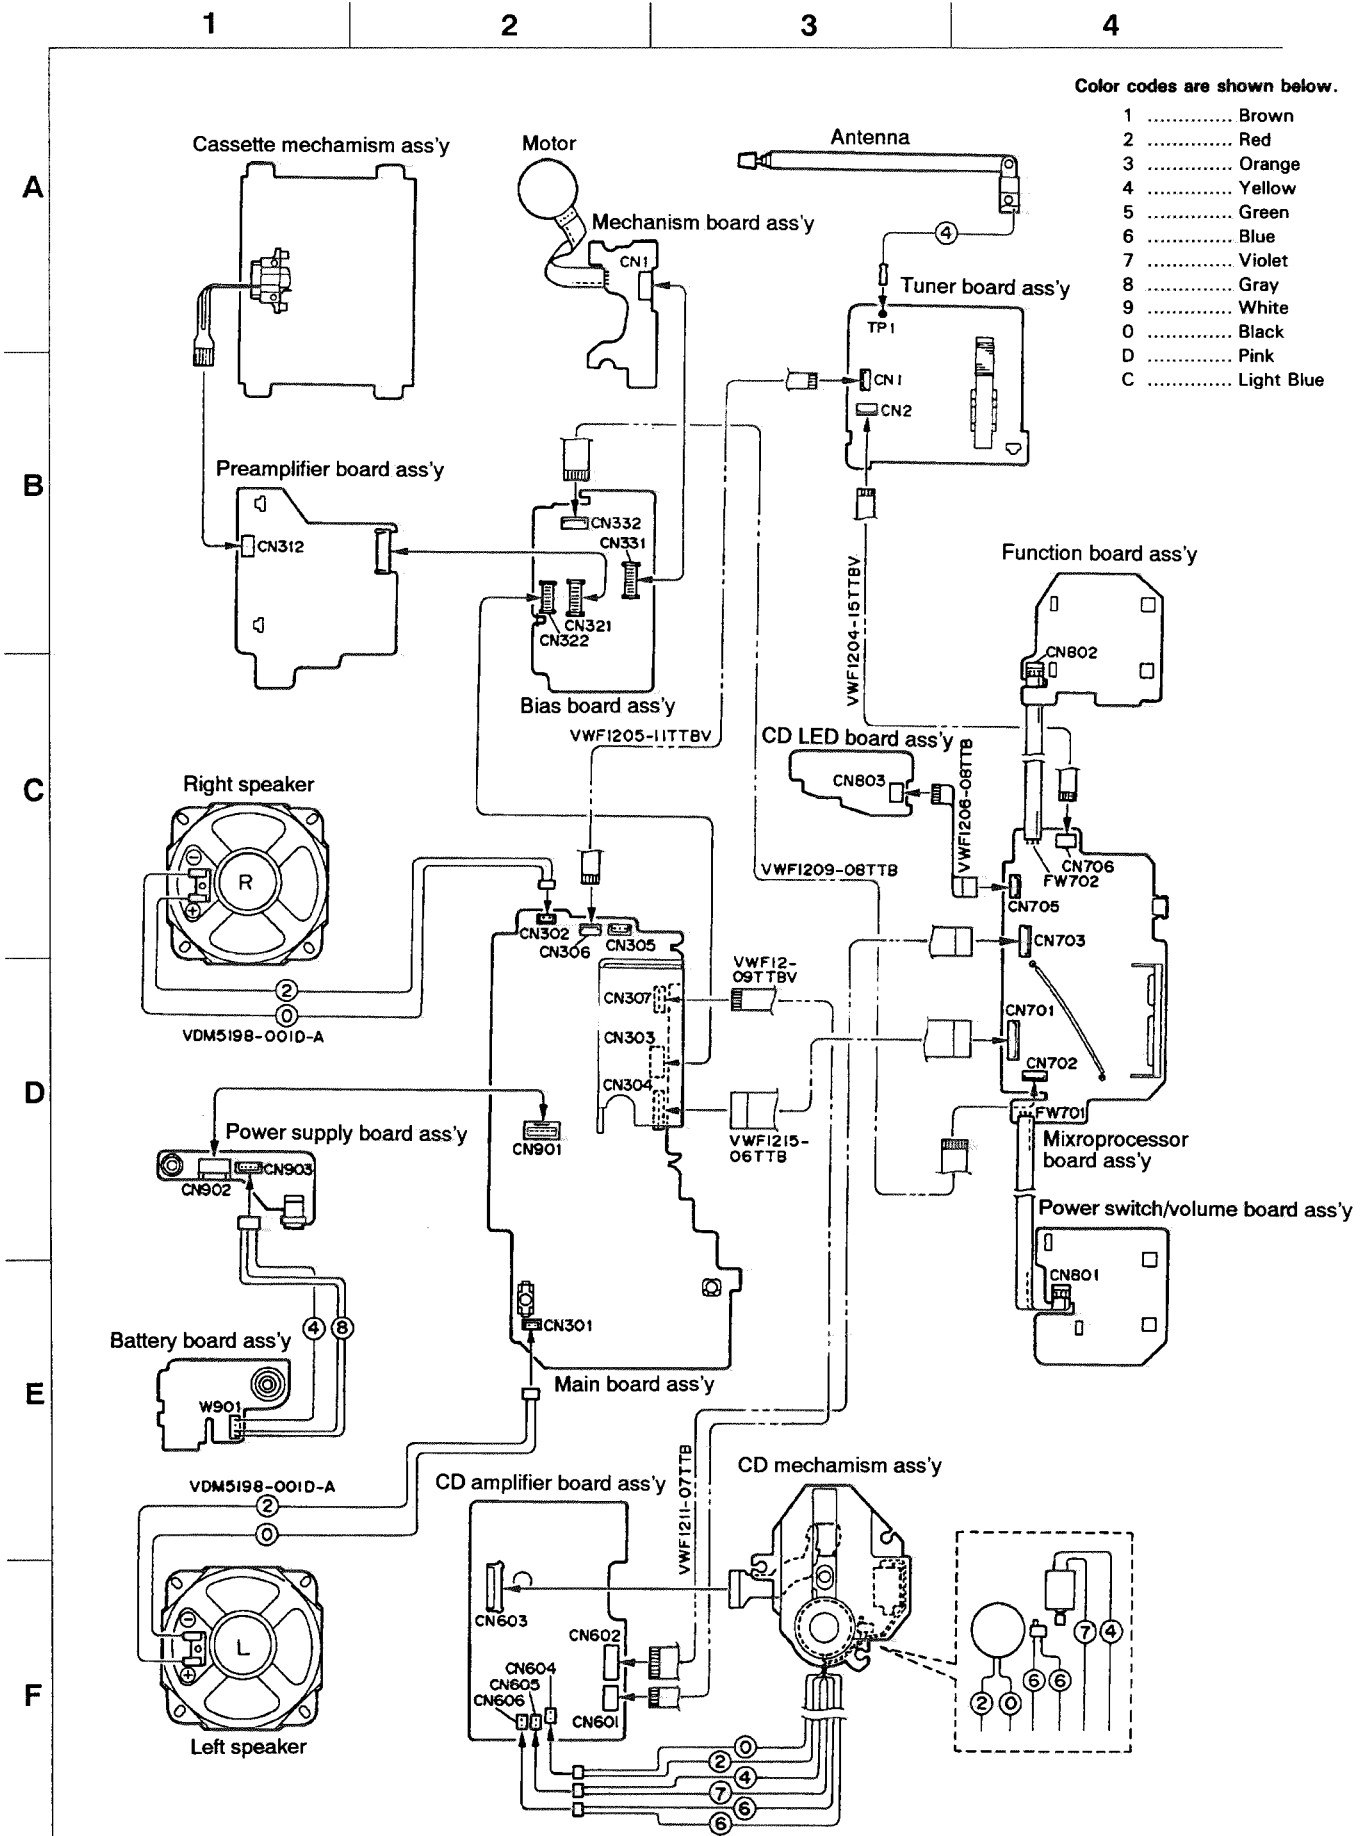 1 2 3 4
Color codes are shown below.
1 .............. Brown
2 .............. Red
3 .............. Orange
4 .............. Yellow
5 .............. Green
6 .............. Blue
7 .............. Violet
8 .............. Gray
9 .............. White
0 .............. Black
D .............. Pink
C .............. Light Blue
A
Cassette mechamism ass'y
Motor
Antenna
Mechanism board ass'y
CN1
4
Tuner board ass'y
TP1
CN1
CN2
B
Preamplifier board ass'y
CN312
CN332
CN331
CN321
CN322
Bias board ass'y
VWF1204-15TTBV
Function board ass'y
CN802
C
VWF1205-11TTBV
CD LED board ass'y
CN803
VWF1206-08TTB
Right speaker
R
VWF1209-08TTB
CN706
FW702
CN705
CN703
CN302
CN306
CN305
2
0
VDM5198-001D-A
D
VWF12-
09TTBV
CN307
CN303
CN304
CN701
CN702
FW701
VWF1215-
06TTB
Mixroprocessor
board ass'y
CN901
Power supply board ass'y
CN902
CN903
Power switch/volume board ass'y
CN801
E
4
8
Battery board ass'y
W901
CN301
Main board ass'y
VDM5198-001D-A
2
0
CD amplifier board ass'y
VWF1211-07TTB
CD mechamism ass'y
F
L
Left speaker
CN603
CN602
CN604
CN605
CN606
CN601
0
2
4
7
6
6
2
0
6
6
7
4